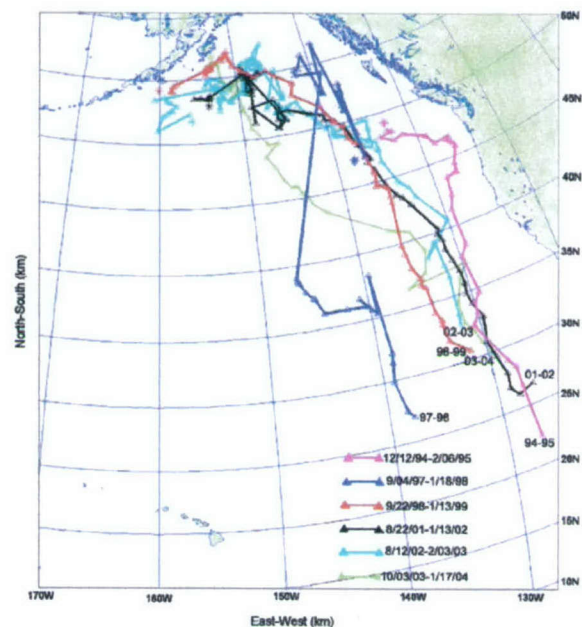 50N
45N
40N
35N
30N
25N
20N
15N
10N
North-South (km)
02-03
98-99
03-04
01-02
97-98
94-95
12/12/94-2/06/95
9/04/97-1/18/98
9/22/98-1/13/99
8/22/01-1/13/02
8/12/02-2/03/03
10/03/03-1/17/04
170W
160W
150W
140W
130W
East-West (km)